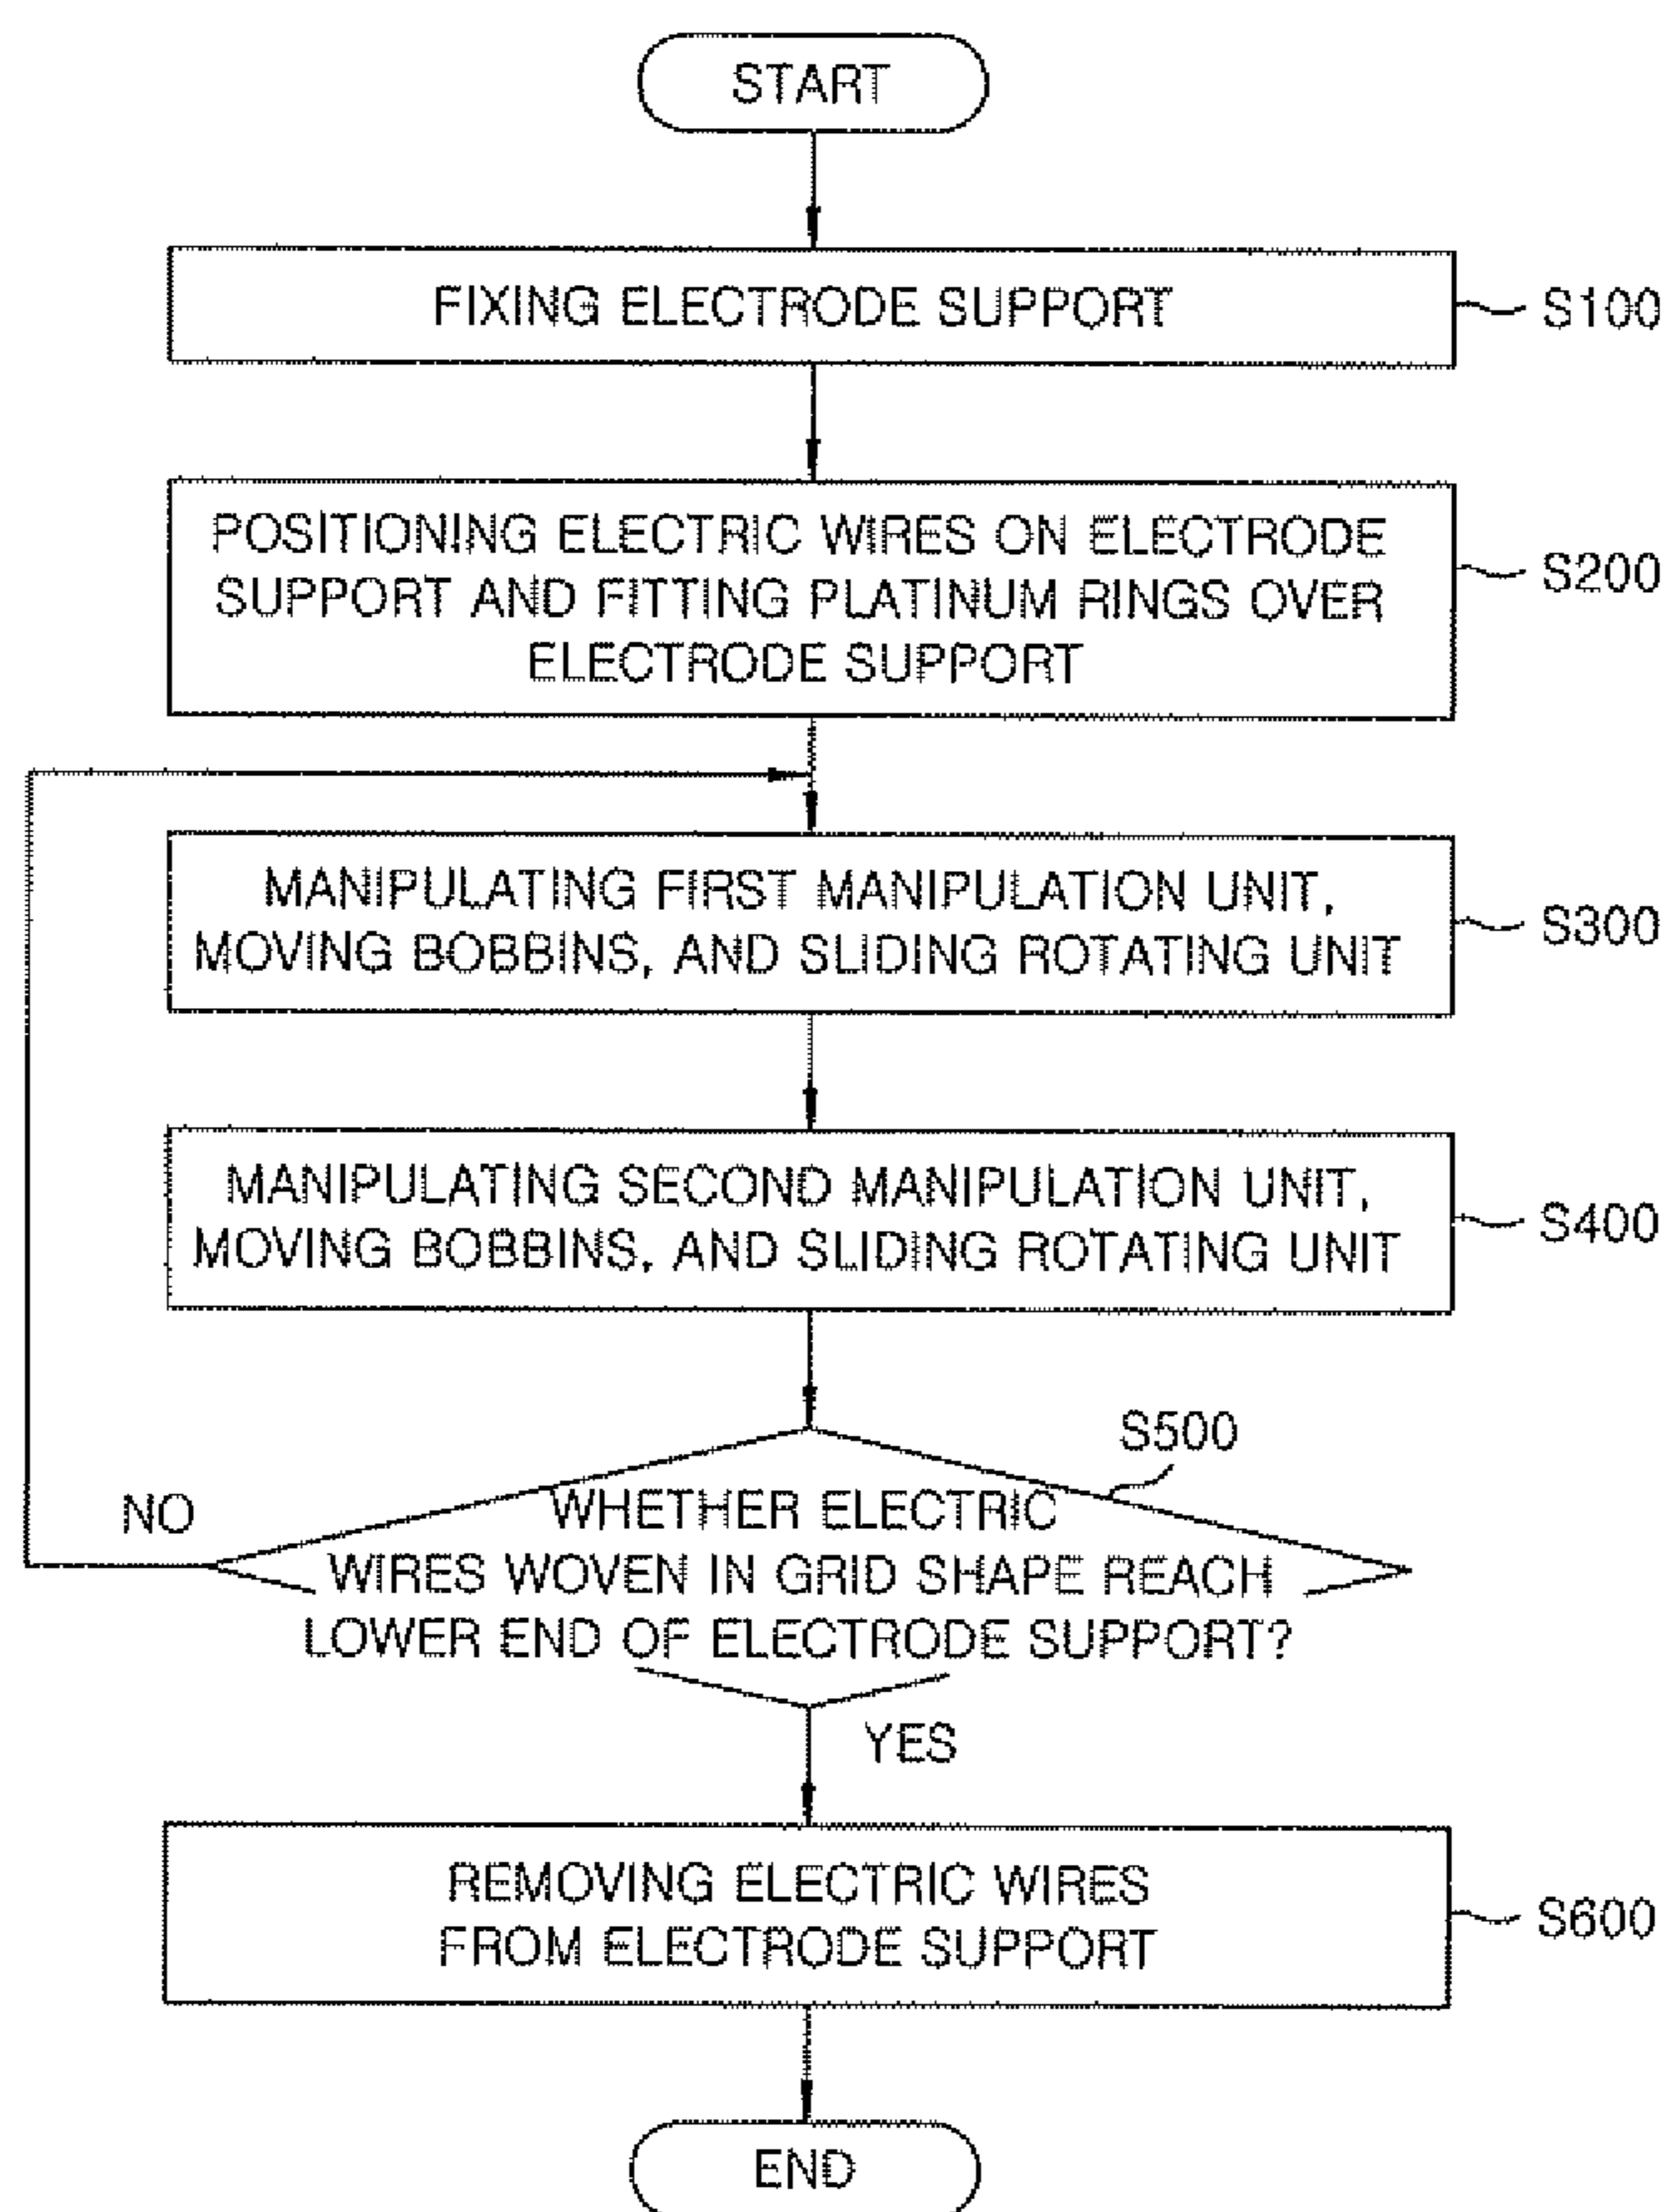 START
FIXING ELECTRODE SUPPORT
S100
POSITIONING ELECTRIC WIRES ON ELECTRODE
SUPPORT AND FITTING PLATINUM RINGS OVER
ELECTRODE SUPPORT
S200
MANIPULATING FIRST MANIPULATION UNIT,
MOVING BOBBINS, AND SLIDING ROTATING UNIT
S300
MANIPULATING SECOND MANIPULATION UNIT,
MOVING BOBBINS, AND SLIDING ROTATING UNIT
S400
S500
NO
WHETHER ELECTRIC
WIRES WOVEN IN GRID SHAPE REACH
LOWER END OF ELECTRODE SUPPORT?
YES
REMOVING ELECTRIC WIRES
FROM ELECTRODE SUPPORT
S600
END